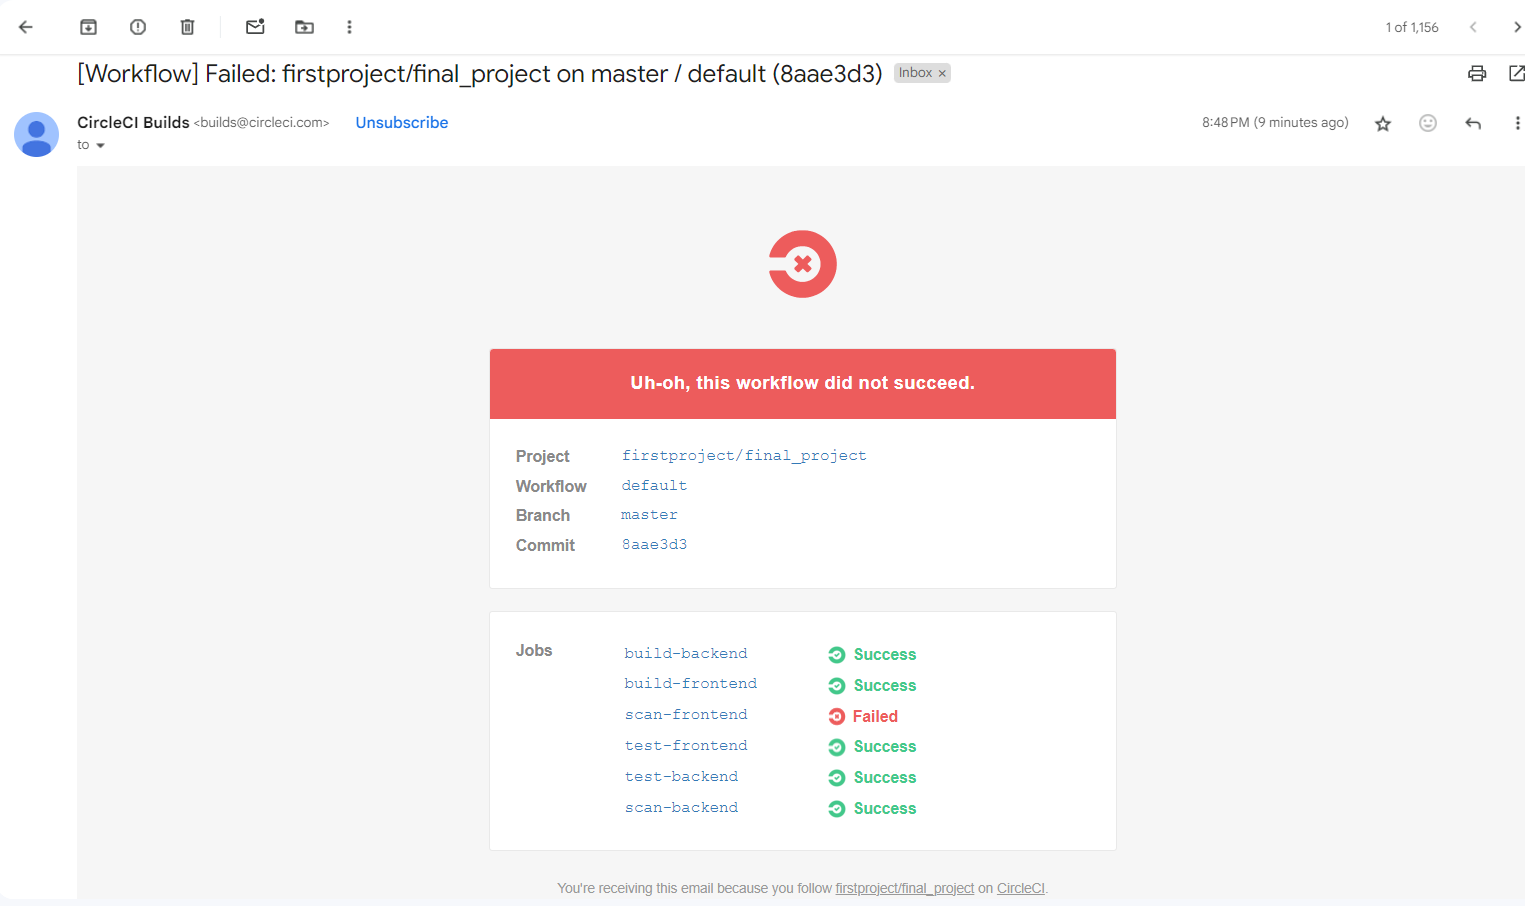 1 of 1,156
[Workflow] Failed: firstproject/final_project on master / default (8aae3d3) Inbox ×
CircleCI Builds <builds@circleci.com> Unsubscribe 8:48 PM (9 minutes ago)
to
Uh-oh, this workflow did not succeed.
Project firstproject/final_project
Workflow default
Branch master
Commit 8aae3d3
Jobs build-backend Success
build-frontend Success
scan-frontend Failed
test-frontend Success
test-backend Success
scan-backend Success
You're receiving this email because you follow firstproject/final_project on CircleCI.